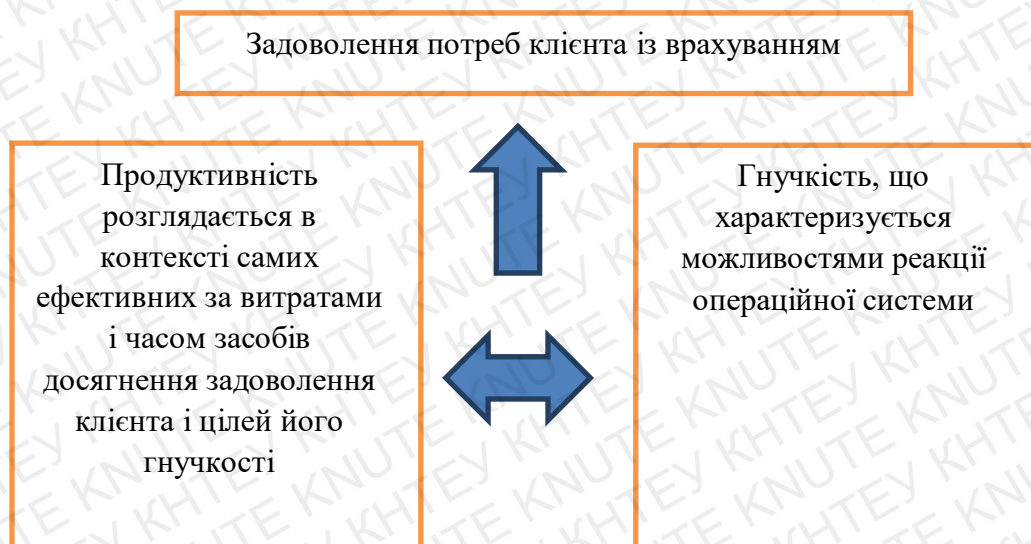 Задоволення потреб клієнта із врахуванням
Продуктивність
розглядається в
контексті самих
ефективних за витратами
і часом засобів
досягнення задоволення
клієнта і цілей його
гнучкості
Гнучкість, що
характеризується
можливостями реакції
операційної системи